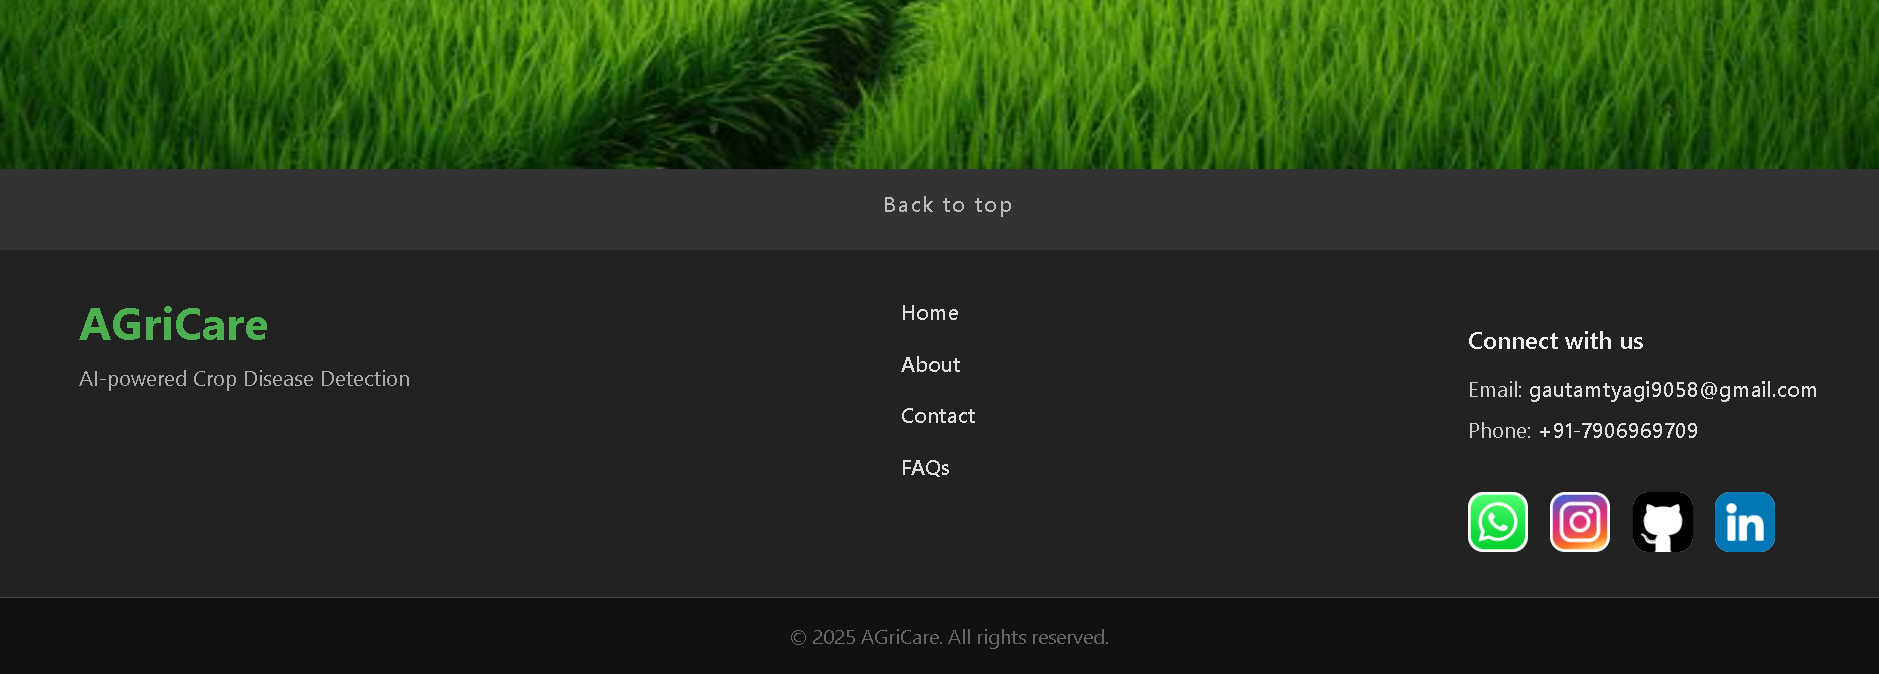 Back to top
AGriCare
AI-powered Crop Disease Detection
Home
About
Contact
FAQs
Connect with us
Email: gautamtyagi9058@gmail.com
Phone: +91-7906969709
in
© 2025 AGriCare. All rights reserved.